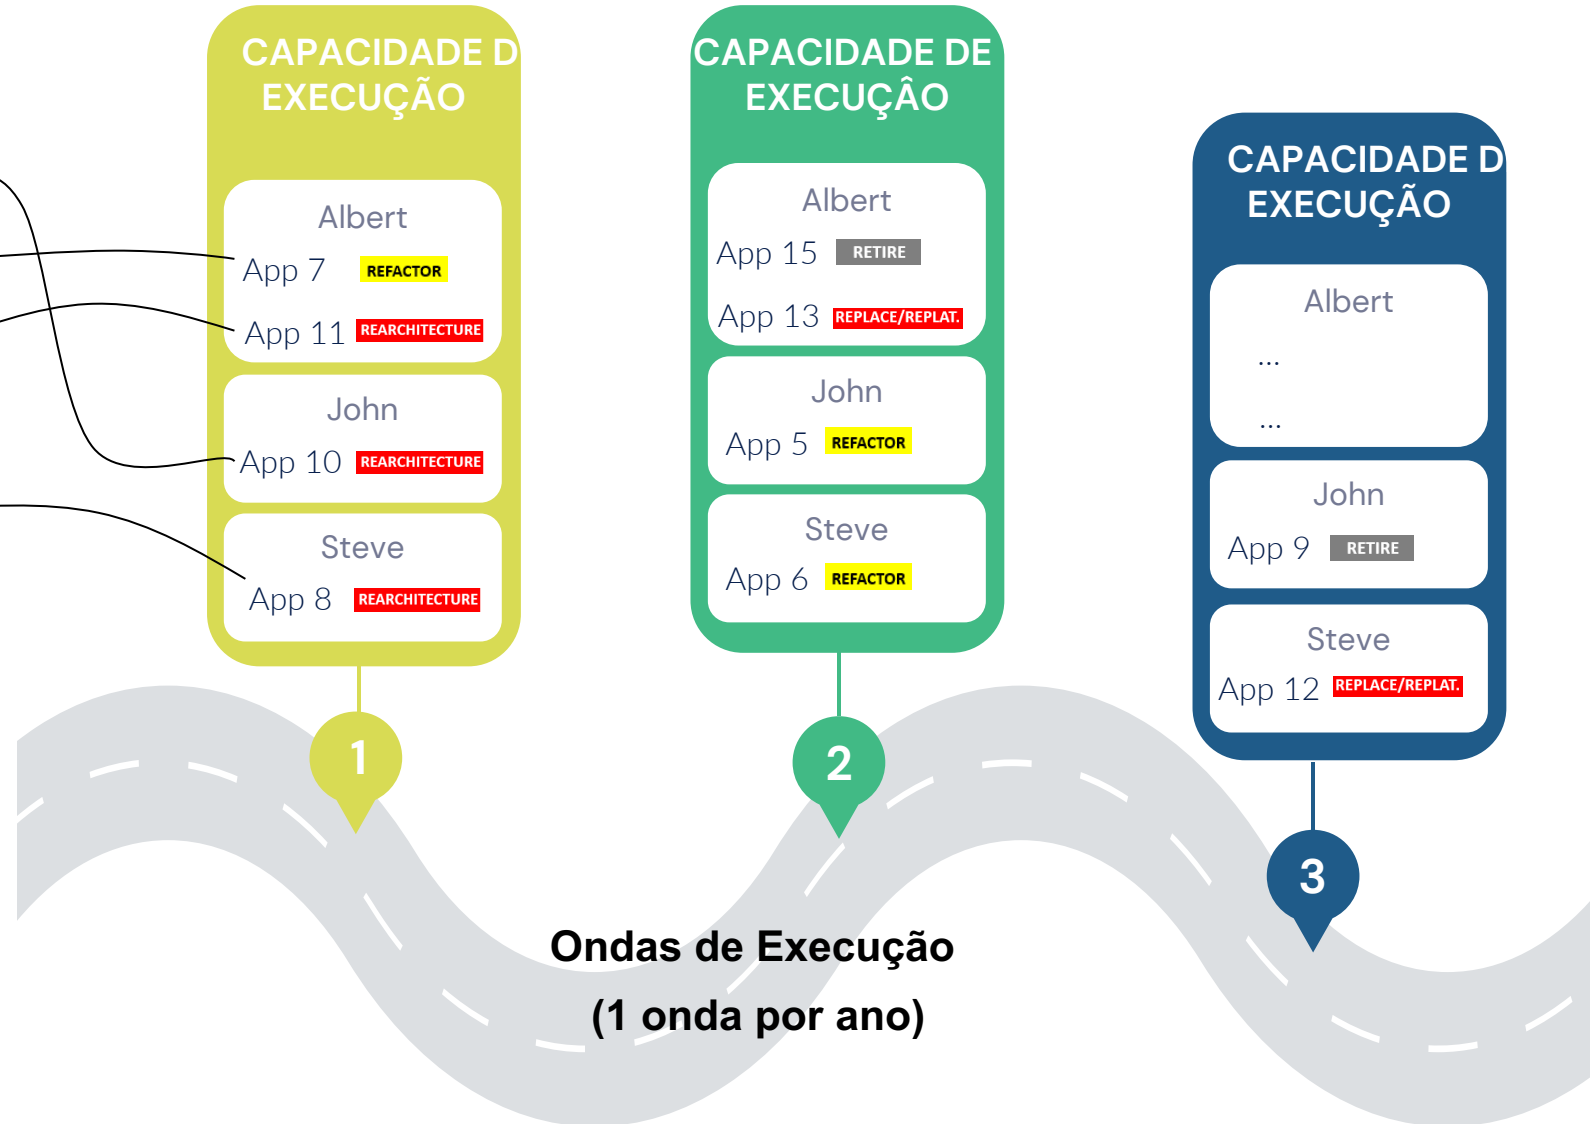 CAPACIDADE D
EXECUÇÃO
Albert
App 7 REFACTOR
App 11 REARCHITECTURE
John
App 10 REARCHITECTURE
Steve
App 8 REARCHITECTURE
1
CAPACIDADE DE
EXECUÇÂO
Albert
App 15 RETIRE
App 13 REPLACE/REPLAT.
John
App 5 REFACTOR
Steve
App 6 REFACTOR
2
CAPACIDADE D
EXECUÇÃO
Albert
...
...
John
App 9 RETIRE
Steve
App 12 REPLACE/REPLAT.
3
Ondas de Execução
(1 onda por ano)